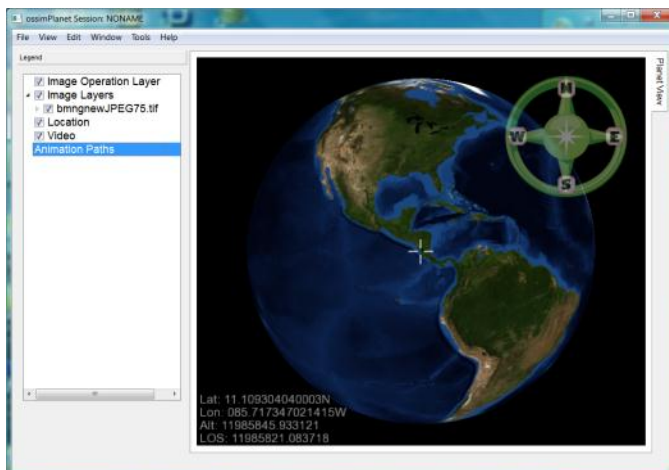 ossimPlanet Session: NONAME
File View Edit Window Tools Help
Legend
Image Operation Layer
Image Layers
bmngnewJPEG75.tif
Location
Video
Animation Paths
Planet View
N
W E
S
Lat: 11.109304040003N
Lon: 085.717347021415W
Alt: 11985845.933121
LOS: 11985821.083718